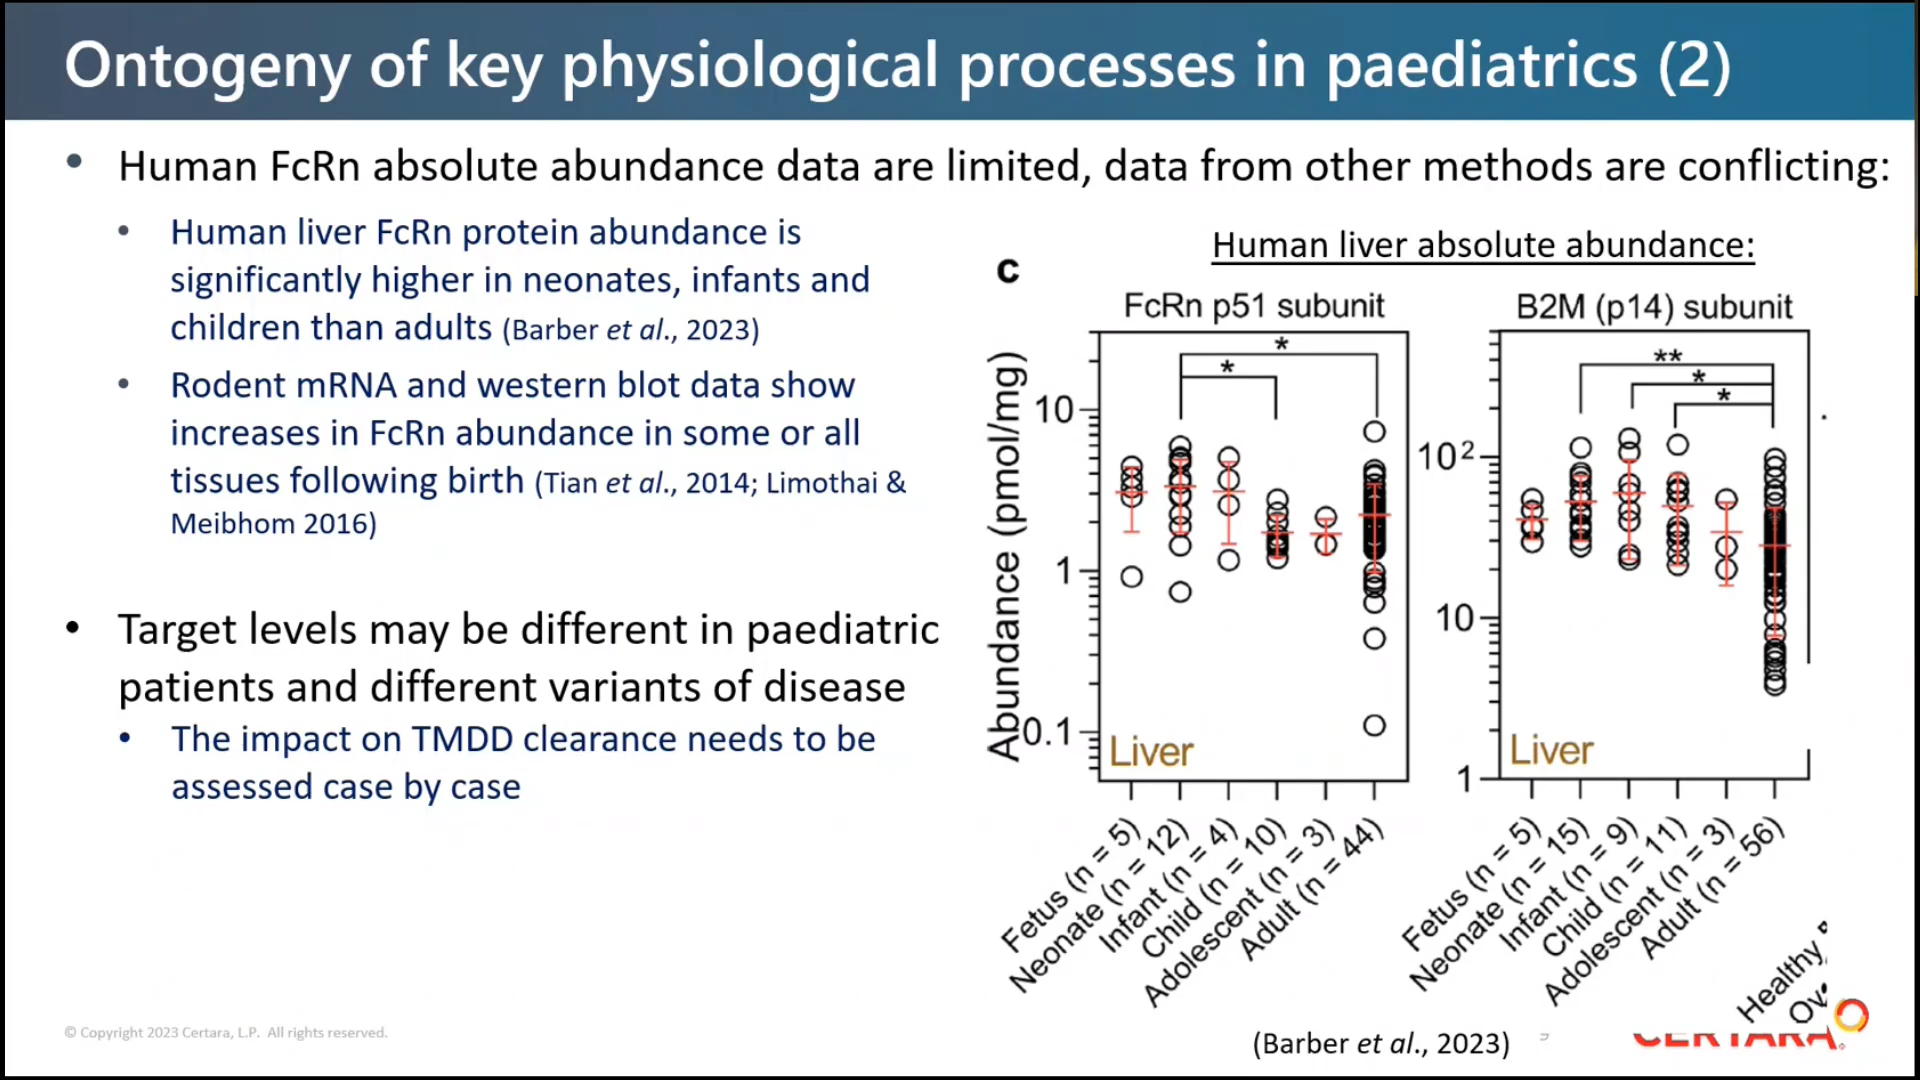 Ontogeny of key physiological processes in paediatrics (2)
• Human FcRn absolute abundance data are limited, data from other methods are conflicting:
• Human liver FcRn protein abundance is
significantly higher in neonates, infants and
children than adults (Barber et al., 2023)
• Rodent mRNA and western blot data show
increases in FcRn abundance in some or all
tissues following birth (Tian et al., 2014; Limothai &
Meibhom 2016)
• Target levels may be different in paediatric
patients and different variants of disease
• The impact on TMDD clearance needs to be
assessed case by case
Human liver absolute abundance:
c
FcRn p51 subunit
Abundance (pmol/mg)
10
1
0.1
*
*
Liver
Fetus (n = 5)
Neonate (n = 12)
Infant (n = 4)
Child (n = 10)
Adolescent (n = 3)
Adult (n = 44)
B2M (p14) subunit
10²
10
1
**
*
*
Liver
Fetus (n = 5)
Neonate (n = 15)
Infant (n = 9)
Child (n = 11)
Adolescent (n = 3)
Adult (n = 56)
Healthy
(Barber et al., 2023)
© Copyright 2023 Certara, L.P. All rights reserved.
CERTARA